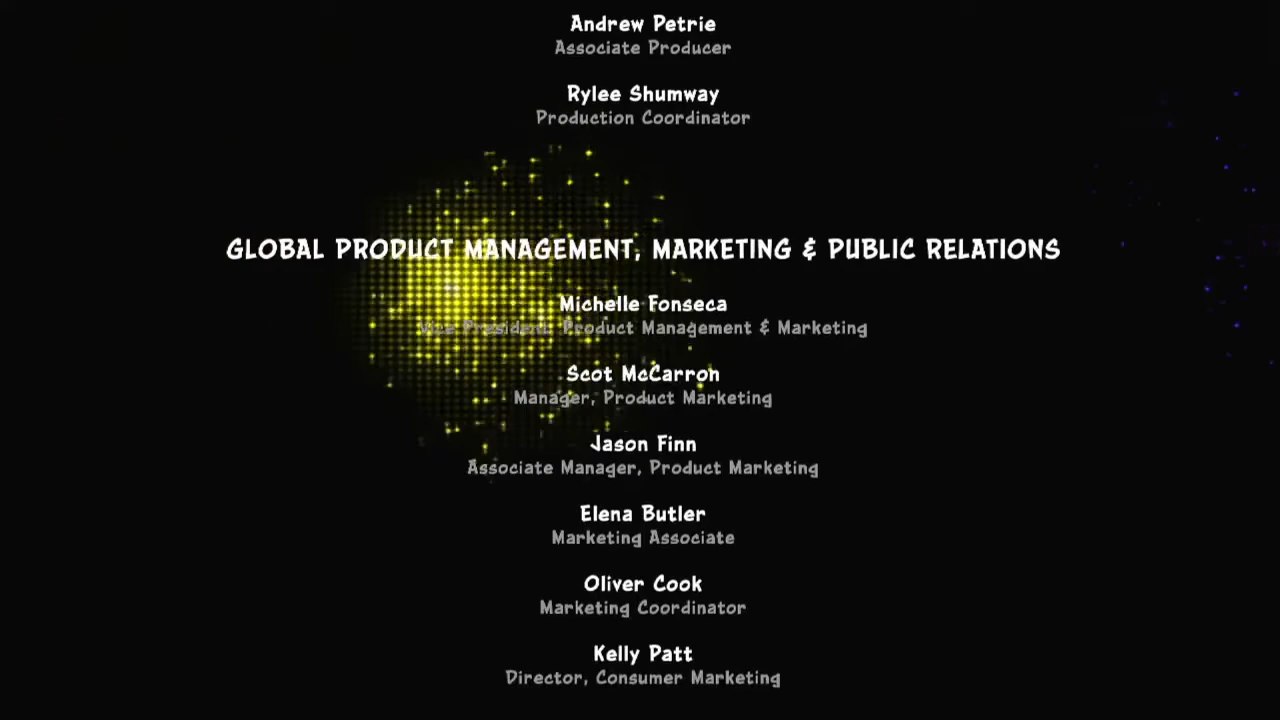 Andrew Petrie
Associate Producer
Rylee Shumway
Production Coordinator
GLOBAL PRODUCT MANAGEMENT, MARKETING & PUBLIC RELATIONS
Michelle Fonseca
Vice President, Product Management & Marketing
Scot McCarron
Manager, Product Marketing
Jason Finn
Associate Manager, Product Marketing
Elena Butler
Marketing Associate
Oliver Cook
Marketing Coordinator
Kelly Patt
Director, Consumer Marketing